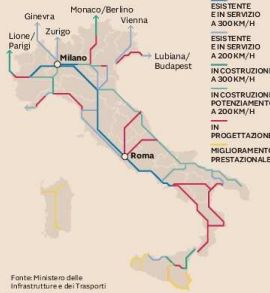 Ginevra
Zurigo
Monaco/Berlino
Vienna
Lione/
Parigi
Milano
Lubiana/
Budapest
Roma
ESISTENTE
E IN SERVIZIO
A 300 KM/H
ESISTENTE
E IN SERVIZIO
A 200 KM/H
IN COSTRUZIONE
A 300 KM/H
IN COSTRUZIONE
POTENZIAMENTO
A 200 KM/H
IN
PROGETTAZIONE
MIGLIORAMENTO
PRESTAZIONALE
Fonte: Ministero delle
Infrastrutture e dei Trasporti